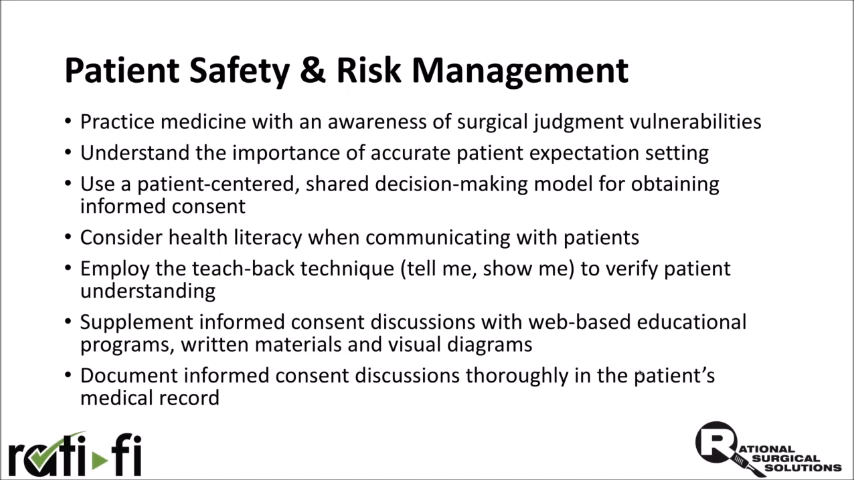 Patient Safety & Risk Management
• Practice medicine with an awareness of surgical judgment vulnerabilities
• Understand the importance of accurate patient expectation setting
• Use a patient-centered, shared decision-making model for obtaining
informed consent
• Consider health literacy when communicating with patients
• Employ the teach-back technique (tell me, show me) to verify patient
understanding
• Supplement informed consent discussions with web-based educational
programs, written materials and visual diagrams
• Document informed consent discussions thoroughly in the patient’s
medical record
rati-fi
RATIONAL
SURGICAL
SOLUTIONS